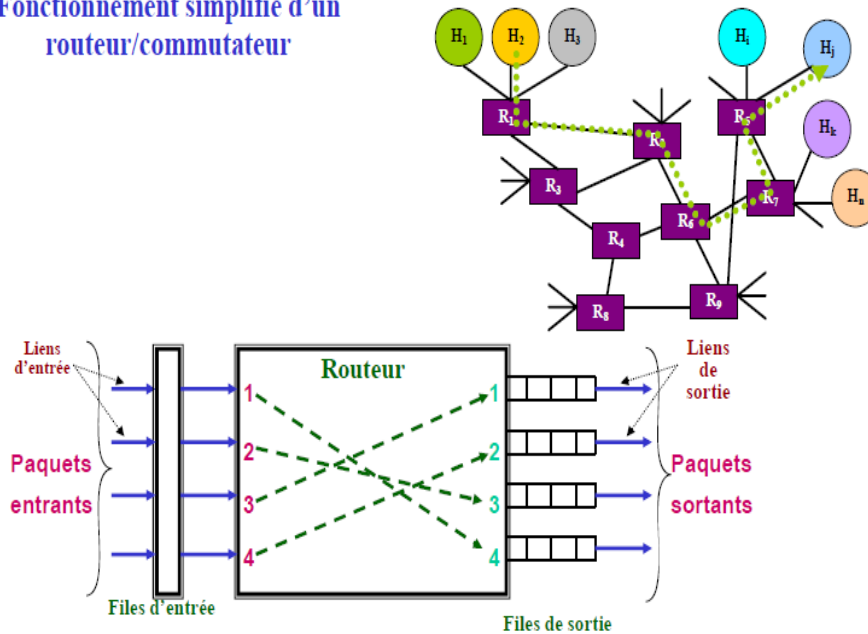 Fonctionnement simplifié d'un
routeur/commutateur
H1 H2 H3 Hi Hj
R1 R2 R5 Hk
R3 R7 Hn
R6
R4
R9
R8
Liens
d'entrée
Routeur
Liens
de
sortie
1 1
2 2
Paquets
entrants
Paquets
sortants
3 3
4 4
Files d'entrée
Files de sortie